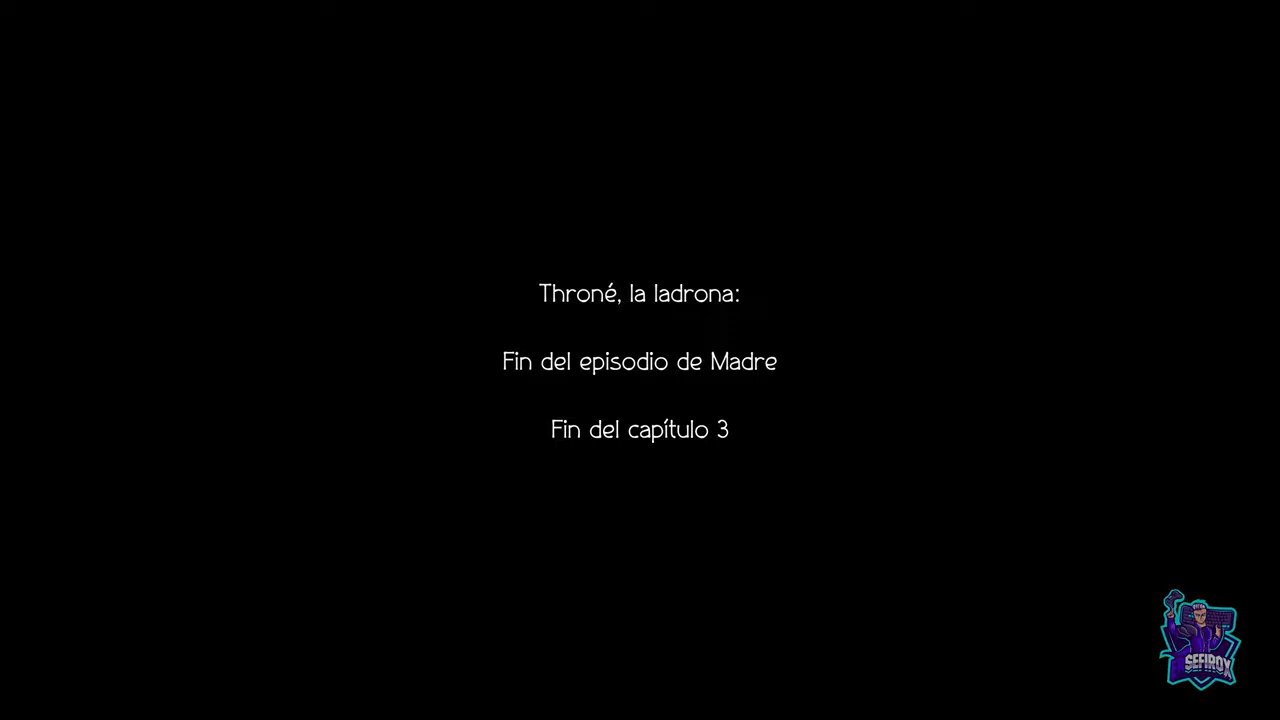 Throné, la ladrona:
Fin del episodio de Madre
Fin del capítulo 3
SEFIROX